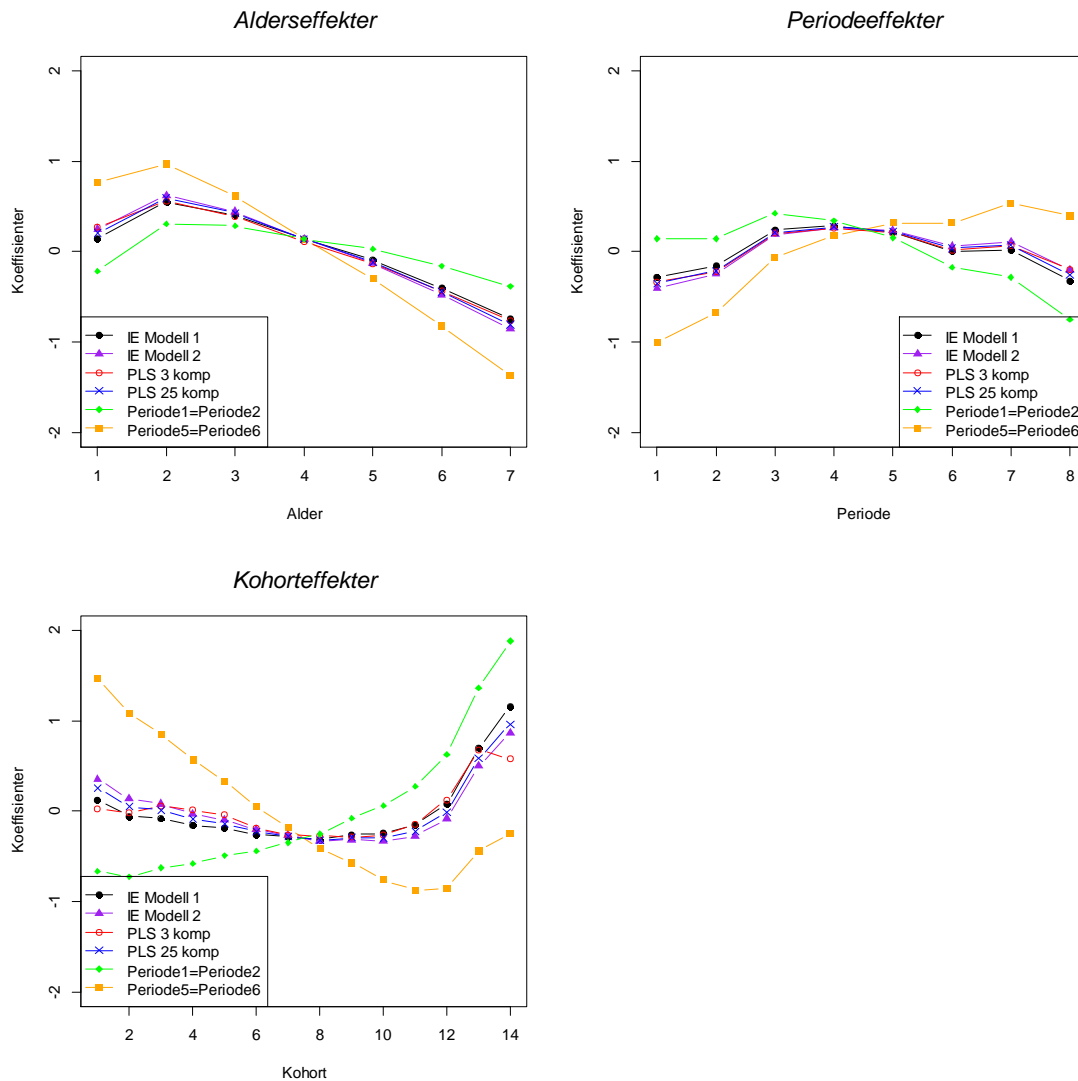 Alderseffekter
Koeffisienter
2
1
0
-1
-2
IE Modell 1
IE Modell 2
PLS 3 komp
PLS 25 komp
Periode1=Periode2
Periode5=Periode6
1 2 3 4 5 6 7
Alder
Periodeeffekter
Koeffisienter
2
1
0
-1
-2
IE Modell 1
IE Modell 2
PLS 3 komp
PLS 25 komp
Periode1=Periode2
Periode5=Periode6
1 2 3 4 5 6 7 8
Periode
Kohorteffekter
Koeffisienter
2
1
0
-1
-2
IE Modell 1
IE Modell 2
PLS 3 komp
PLS 25 komp
Periode1=Periode2
Periode5=Periode6
2 4 6 8 10 12 14
Kohort